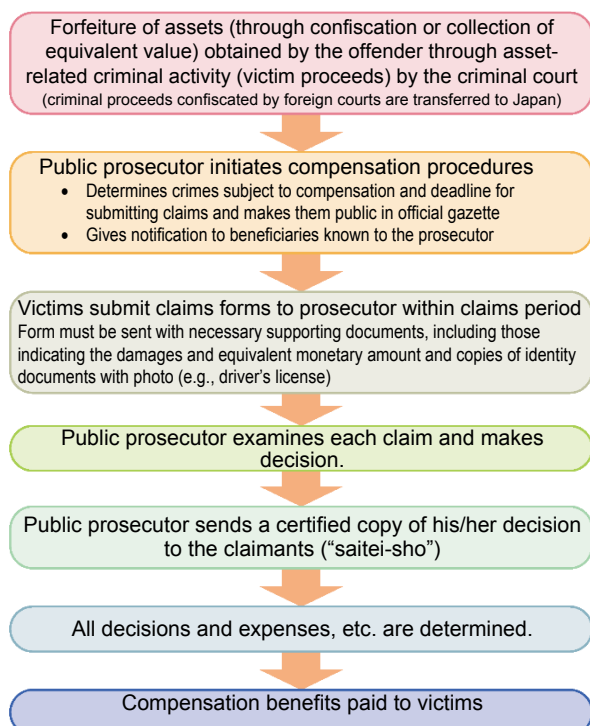 Forfeiture of assets (through confiscation or collection of
equivalent value) obtained by the offender through asset-
related criminal activity (victim proceeds) by the criminal court
(criminal proceeds confiscated by foreign courts are transferred to Japan)
Public prosecutor initiates compensation procedures
• Determines crimes subject to compensation and deadline for
submitting claims and makes them public in official gazette
• Gives notification to beneficiaries known to the prosecutor
Victims submit claims forms to prosecutor within claims period
Form must be sent with necessary supporting documents, including those
indicating the damages and equivalent monetary amount and copies of identity
documents with photo (e.g., driver's license)
Public prosecutor examines each claim and makes
decision.
Public prosecutor sends a certified copy of his/her decision
to the claimants (“saitei-sho”)
All decisions and expenses, etc. are determined.
Compensation benefits paid to victims